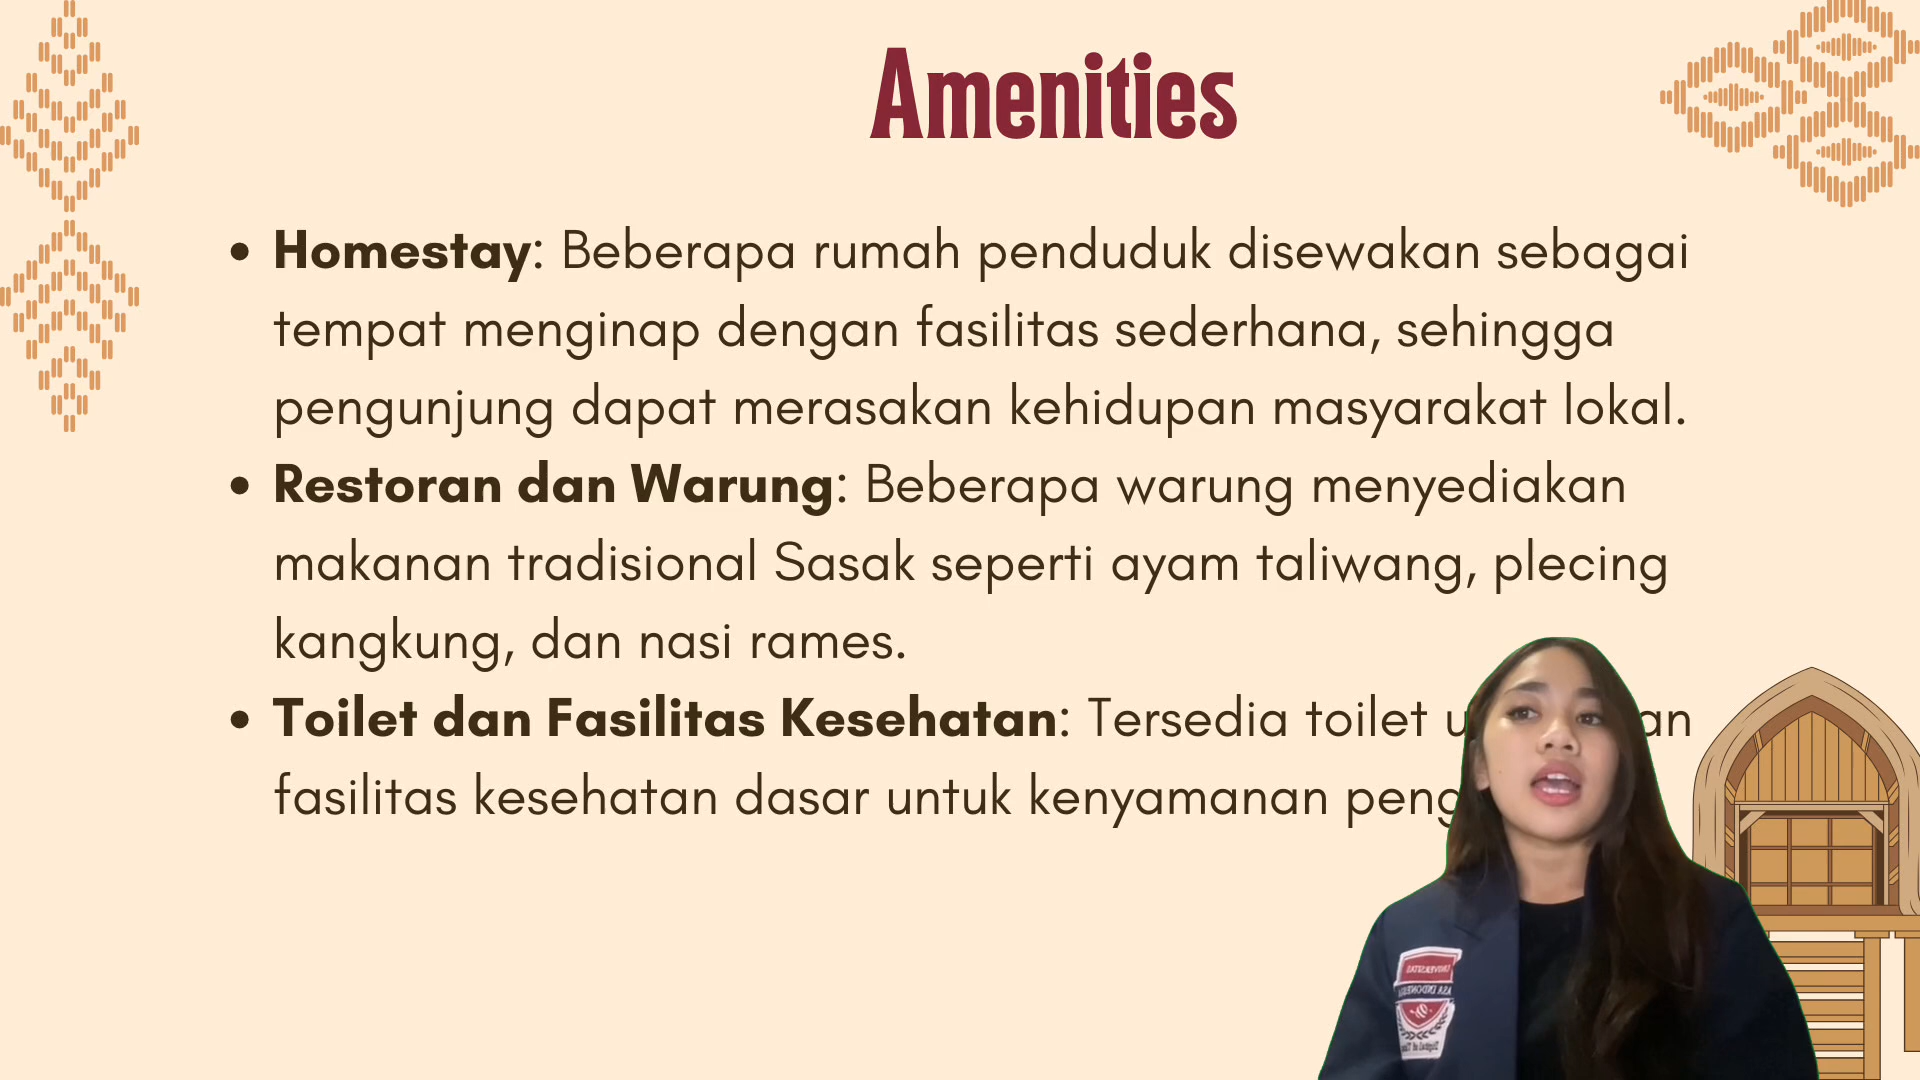 Amenities
• Homestay: Beberapa rumah penduduk disewakan sebagai
tempat menginap dengan fasilitas sederhana, sehingga
pengunjung dapat merasakan kehidupan masyarakat lokal.
• Restoran dan Warung: Beberapa warung menyediakan
makanan tradisional Sasak seperti ayam taliwang, plecing
kangkung, dan nasi rames.
• Toilet dan Fasilitas Kesehatan: Tersedia toilet
fasilitas kesehatan dasar untuk kenyamanan